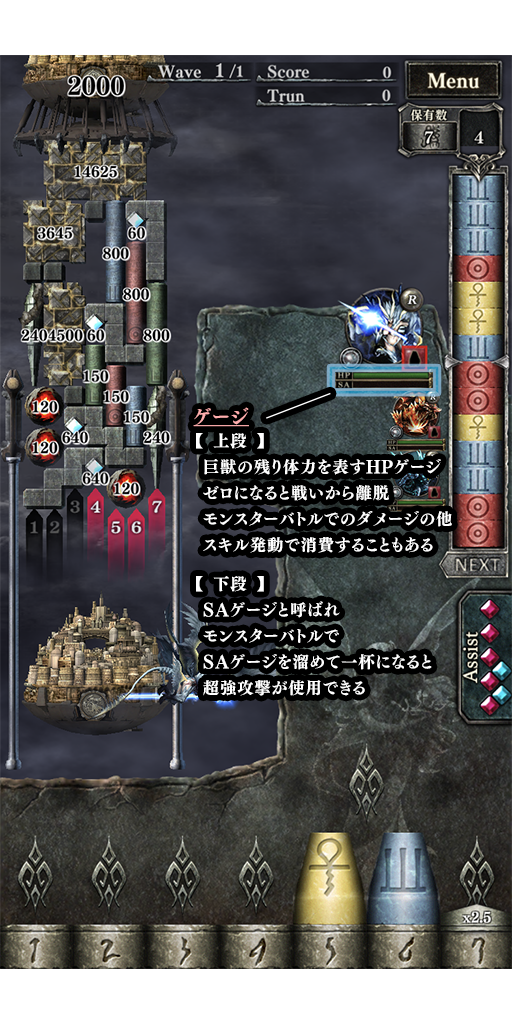 2000
Wave 1/1
Score 0
Trun 0
Menu
保有数
7
4
14625
3645
60
800
800
240
4500
60
800
150
150
150
120
120
640
240
640
120
1
2
3
4
5
6
7
R
HP
SA
ゲージ
【 上段 】
巨獣の残り体力を表すHPゲージ
ゼロになると戦いから離脱
モンスターバトルでのダメージの他
スキル発動で消費することもある
【 下段 】
SAゲージと呼ばれ
モンスターバトルで
SAゲージを溜めて一杯になると
超強攻撃が使用できる
NEXT
Assist
x2.5
1
2
3
4
5
6
7